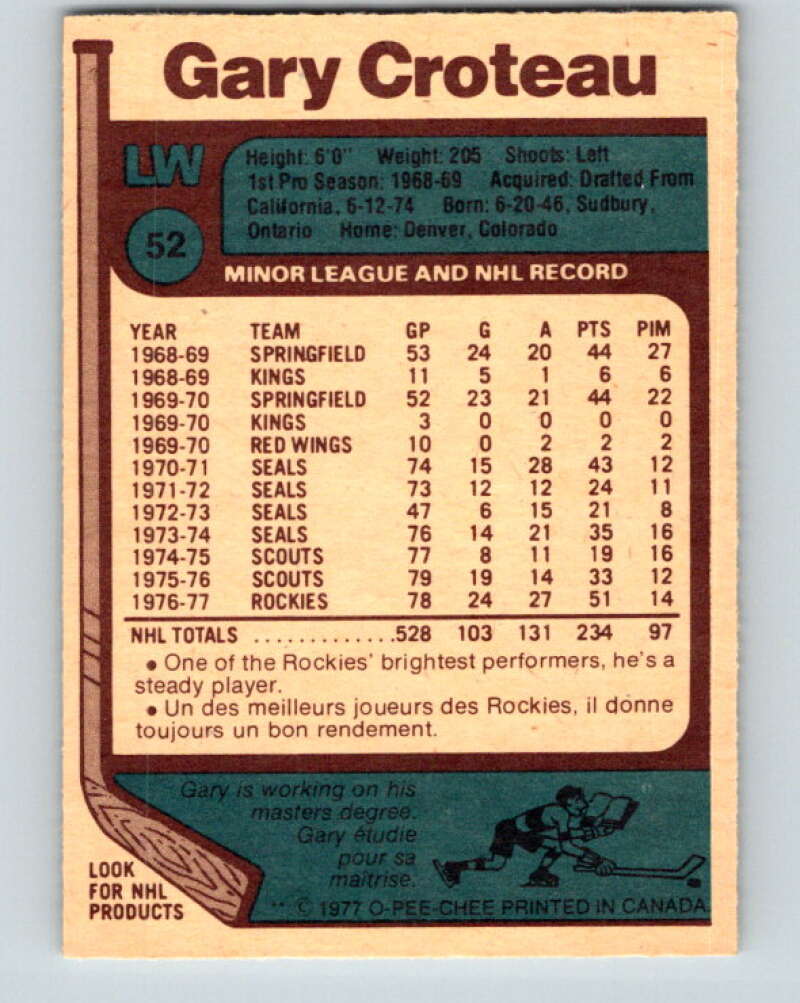 Gary Croteau
LW
Height: 6'0" Weight: 205 Shoots: Left
1st Pro Season: 1968-69 Acquired: Drafted From
California, 6-12-74 Born: 6-20-46, Sudbury,
Ontario Home: Denver, Colorado
52
MINOR LEAGUE AND NHL RECORD
YEAR TEAM GP G A PTS PIM
1968-69 SPRINGFIELD 53 24 20 44 27
1968-69 KINGS 11 5 1 6 6
1969-70 SPRINGFIELD 52 23 21 44 22
1969-70 KINGS 3 0 0 0 0
1969-70 RED WINGS 10 0 2 2 2
1970-71 SEALS 74 15 28 43 12
1971-72 SEALS 73 12 12 24 11
1972-73 SEALS 47 6 15 21 8
1973-74 SEALS 76 14 21 35 16
1974-75 SCOUTS 77 8 11 19 16
1975-76 SCOUTS 79 19 14 33 12
1976-77 ROCKIES 78 24 27 51 14
NHL TOTALS .............528 103 131 234 97
• One of the Rockies' brightest performers, he's a
steady player.
• Un des meilleurs joueurs des Rockies, il donne
toujours un bon rendement.
Gary is working on his
masters degree.
Gary étudie
pour sa
maitrise.
LOOK
FOR NHL
PRODUCTS
** © 1977 O-PEE-CHEE PRINTED IN CANADA